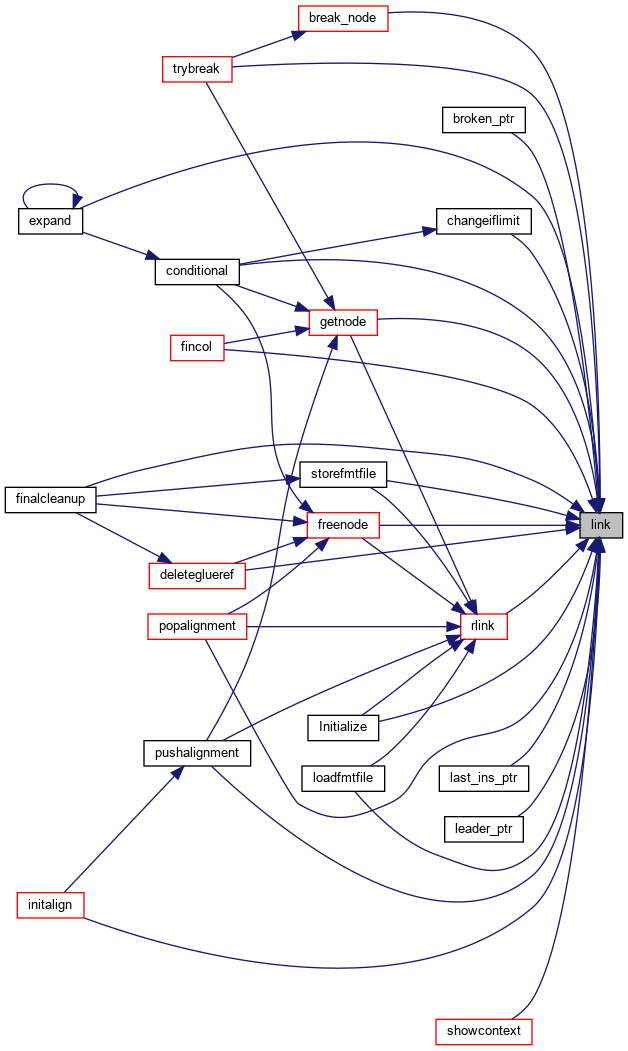 break_node
trybreak
broken_ptr
expand
changeiflimit
conditional
getnode
fincol
storefmtfile
finalcleanup
freenode
link
deleteglueref
popalignment
rlink
Initialize
pushalignment
loadfmtfile
last_ins_ptr
leader_ptr
initalign
showcontext